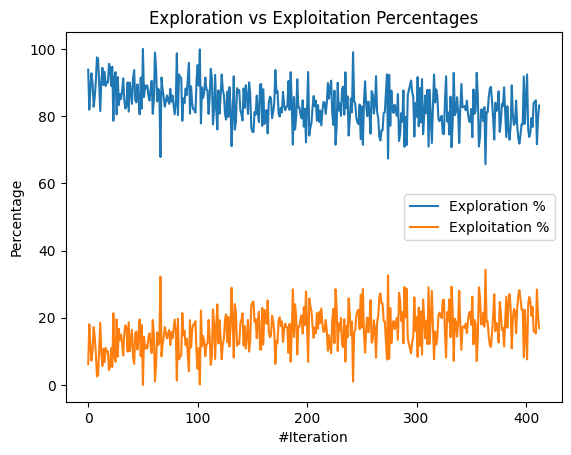 Exploration vs Exploitation Percentages
100
80
60
40
20
0
Percentage
Exploration %
Exploitation %
0 100 200 300 400
#Iteration